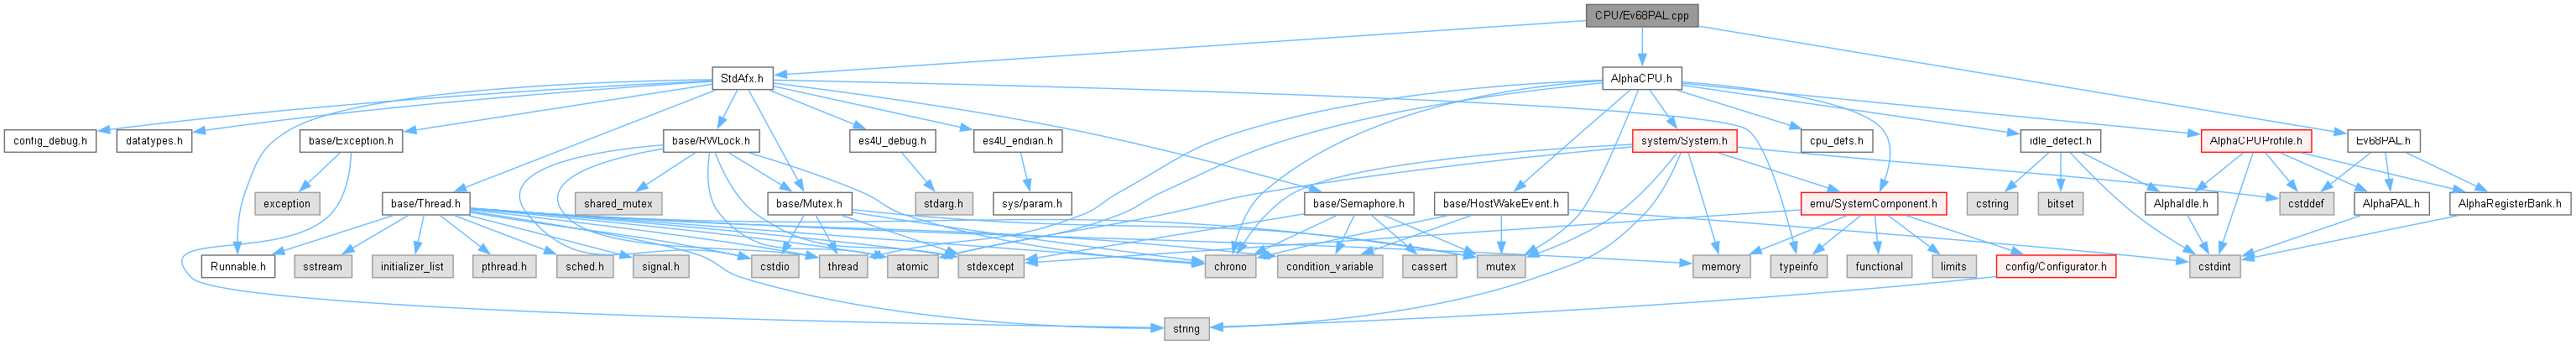 CPU/Ev68PAL.cpp
StdAfx.h
AlphaCPU.h
config_debug.h
datatypes.h
base/Exception.h
base/RWLock.h
es4U_debug.h
es4U_endian.h
system/System.h
cpu_defs.h
idle_detect.h
AlphaCPUProfile.h
Ev68PAL.h
exception
base/Thread.h
shared_mutex
base/Mutex.h
stdarg.h
sys/param.h
base/Semaphore.h
base/HostWakeEvent.h
emu/SystemComponent.h
cstring
bitset
AlphaIdle.h
cstddef
AlphaPAL.h
AlphaRegisterBank.h
Runnable.h
sstream
initializer_list
pthread.h
sched.h
signal.h
cstdio
thread
atomic
stdexcept
chrono
condition_variable
cassert
mutex
memory
typeinfo
functional
limits
config/Configurator.h
cstdint
string